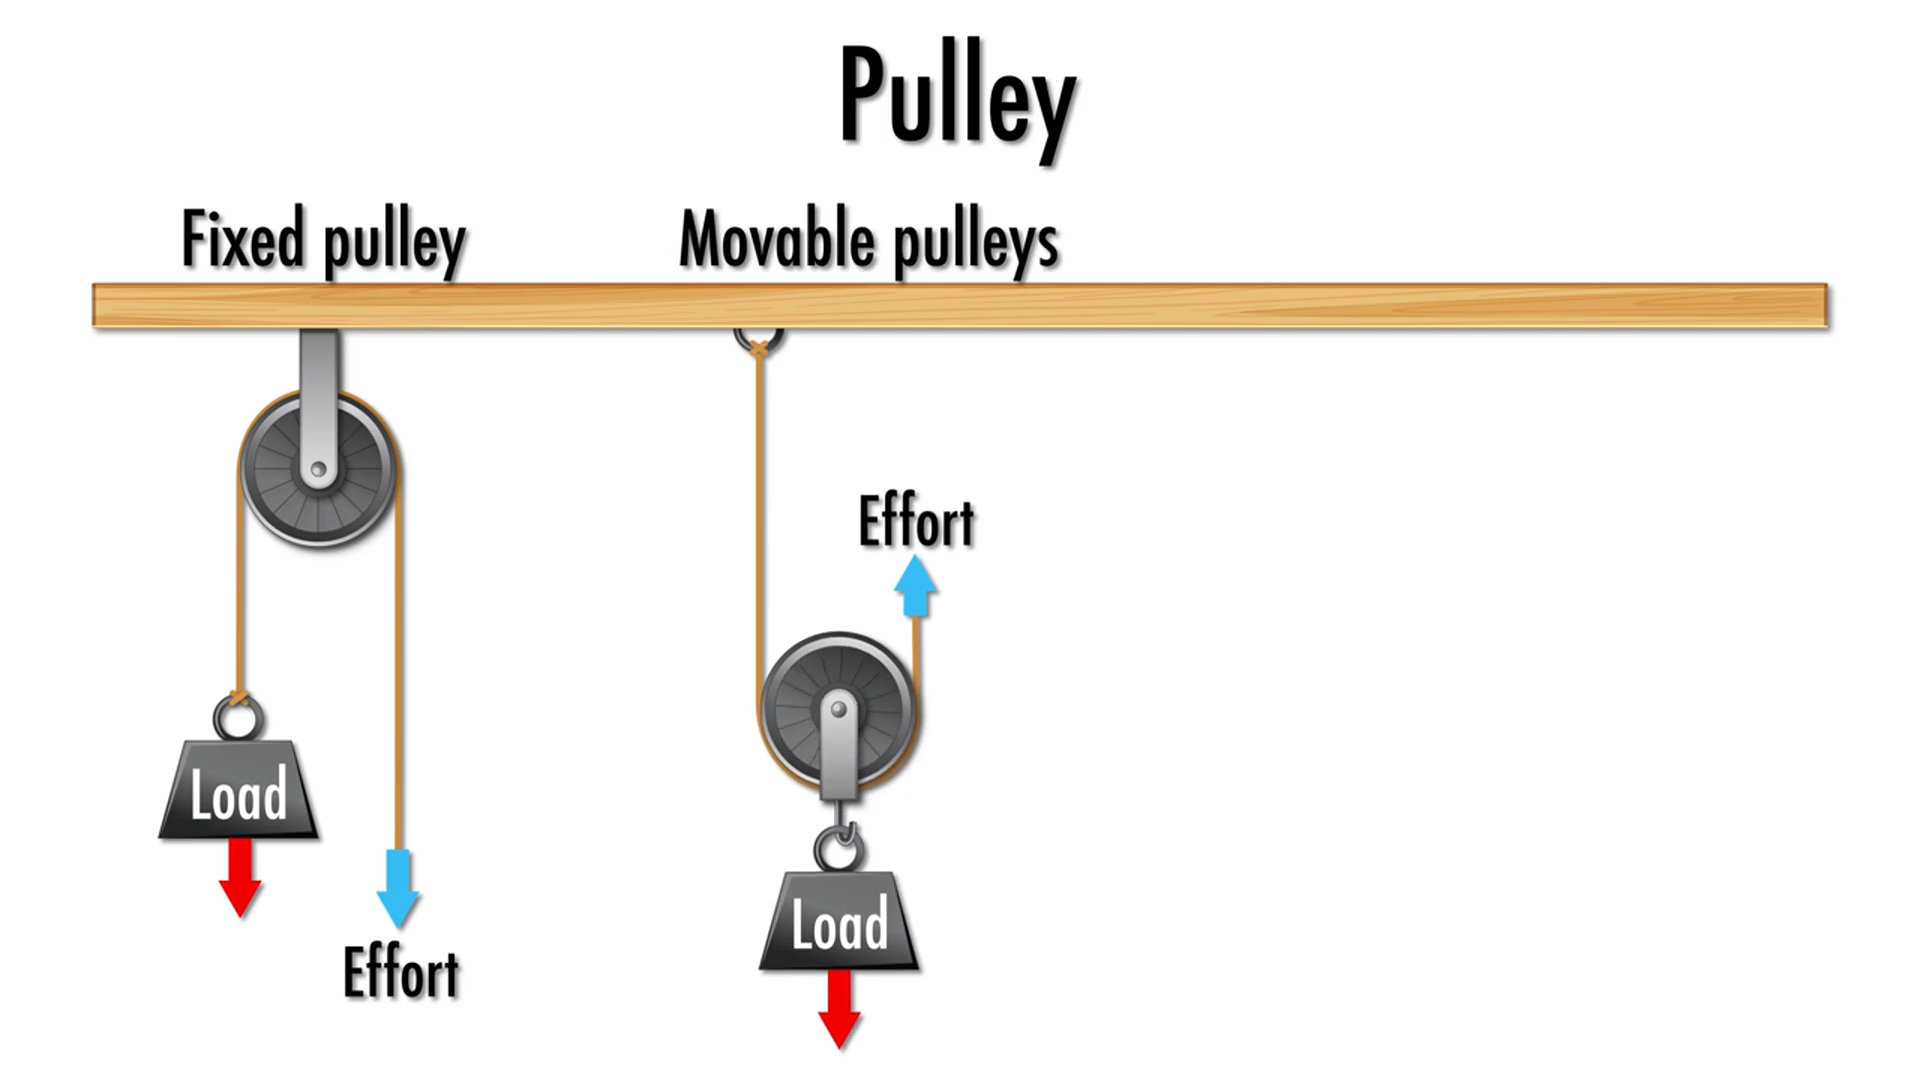 Pulley
Fixed pulley
Movable pulleys
Effort
Load
Effort
Load